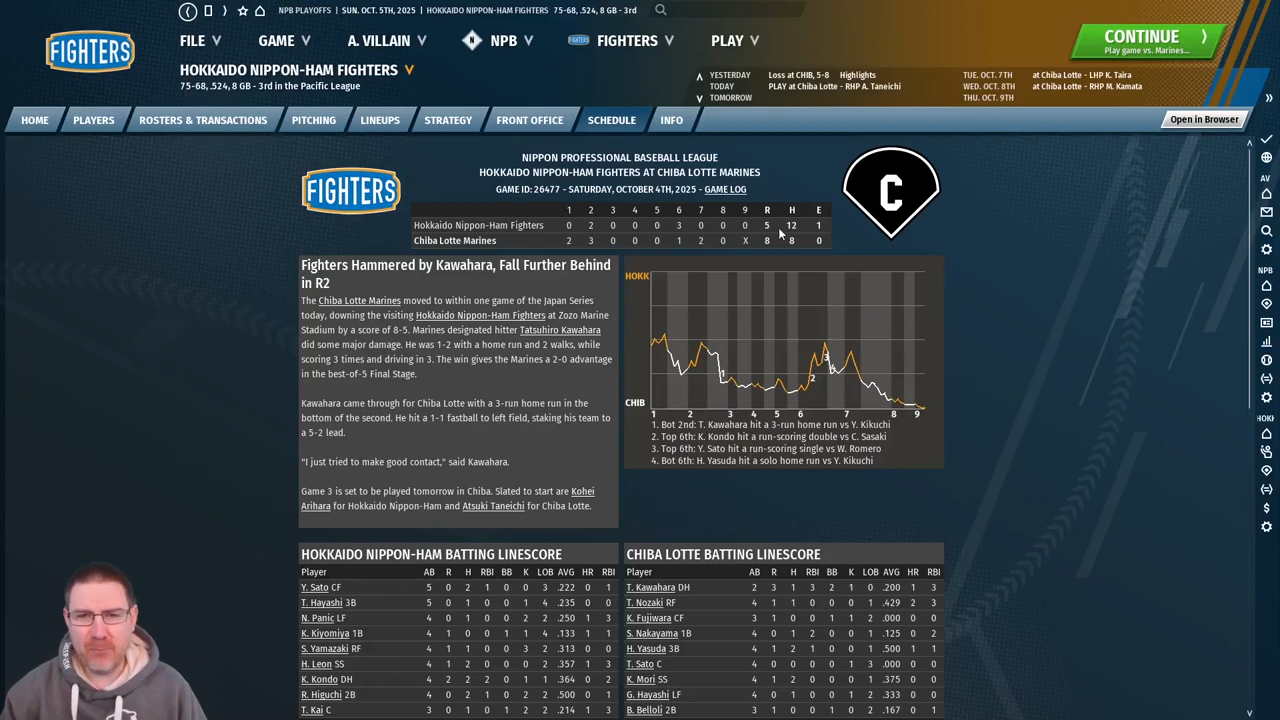 NPB PLAYOFFS | SUN. OCT. 5TH, 2025 | HOKKAIDO NIPPON-HAM FIGHTERS 75-68, .524, 8 GB - 3rd
FIGHTERS
FILE GAME A. VILLAIN NPB FIGHTERS PLAY
CONTINUE
Play game vs. Marines...
HOKKAIDO NIPPON-HAM FIGHTERS
75-68, .524, 8 GB - 3rd in the Pacific League
YESTERDAY Loss at CHIB, 5-8 Highlights TUE. OCT. 7TH at Chiba Lotte - LHP K. Taira
TODAY PLAY at Chiba Lotte - RHP A. Taneichi WED. OCT. 8TH at Chiba Lotte - RHP M. Kamata
TOMORROW THU. OCT. 9TH
HOME PLAYERS ROSTERS & TRANSACTIONS PITCHING LINEUPS STRATEGY FRONT OFFICE SCHEDULE INFO Open in Browser
FIGHTERS
NIPPON PROFESSIONAL BASEBALL LEAGUE
HOKKAIDO NIPPON-HAM FIGHTERS AT CHIBA LOTTE MARINES
GAME ID: 26477 - SATURDAY, OCTOBER 4TH, 2025 - GAME LOG
C
1 2 3 4 5 6 7 8 9 R H E
Hokkaido Nippon-Ham Fighters 0 2 0 0 0 3 0 0 0 5 12 1
Chiba Lotte Marines 2 3 0 0 0 1 2 0 X 8 8 0
Fighters Hammered by Kawahara, Fall Further Behind
in R2
The Chiba Lotte Marines moved to within one game of the Japan Series
today, downing the visiting Hokkaido Nippon-Ham Fighters at Zozo Marine
Stadium by a score of 8-5. Marines designated hitter Tatsuhiro Kawahara
did some major damage. He was 1-2 with a home run and 2 walks, while
scoring 3 times and driving in 3. The win gives the Marines a 2-0 advantage
in the best-of-5 Final Stage.
Kawahara came through for Chiba Lotte with a 3-run home run in the
bottom of the second. He hit a 1-1 fastball to left field, staking his team to
a 5-2 lead.
"I just tried to make good contact," said Kawahara.
Game 3 is set to be played tomorrow in Chiba. Slated to start are Kohei
Arihara for Hokkaido Nippon-Ham and Atsuki Taneichi for Chiba Lotte.
HOKK
CHIB
1 2 3 4
1 2 3 4 5 6 7 8 9
1. Bot 2nd: T. Kawahara hit a 3-run home run vs Y. Kikuchi
2. Top 6th: K. Kondo hit a run-scoring double vs C. Sasaki
3. Top 6th: Y. Sato hit a run-scoring single vs W. Romero
4. Bot 6th: H. Yasuda hit a solo home run vs Y. Kikuchi
HOKKAIDO NIPPON-HAM BATTING LINESCORE
Player AB R H RBI BB K LOB AVG HR RBI
Y. Sato CF 5 0 2 1 0 0 3 .222 0 1
T. Hayashi 3B 5 0 1 0 0 1 4 .235 0 0
N. Panic LF 4 0 1 0 0 2 2 .250 1 3
K. Kiyomiya 1B 4 1 0 0 1 1 4 .133 1 1
S. Yamazaki RF 4 1 1 0 0 3 2 .313 0 0
H. Leon SS 4 1 2 0 0 0 2 .357 1 3
K. Kondo DH 4 2 2 2 0 1 1 .364 0 2
R. Higuchi 2B 4 0 2 1 0 2 2 .500 0 1
T. Kai C 3 0 1 0 1 2 2 .214 1 3
CHIBA LOTTE BATTING LINESCORE
Player AB R H RBI BB K LOB AVG HR RBI
T. Kawahara DH 2 3 1 3 2 1 0 .200 1 3
T. Nozaki RF 4 1 1 0 0 0 1 .429 2 3
K. Fujiwara CF 3 1 0 0 1 1 2 .000 0 0
S. Nakayama 1B 4 0 1 2 0 0 1 .125 0 2
H. Yasuda 3B 4 1 2 1 0 0 1 .500 1 1
T. Sato C 4 0 0 0 0 1 3 .000 0 0
K. Mori SS 4 1 2 0 0 0 1 .375 0 0
G. Hayashi LF 4 0 1 0 0 0 2 .333 0 0
B. Belloli 2B 3 1 0 0 0 1 2 .167 0 1